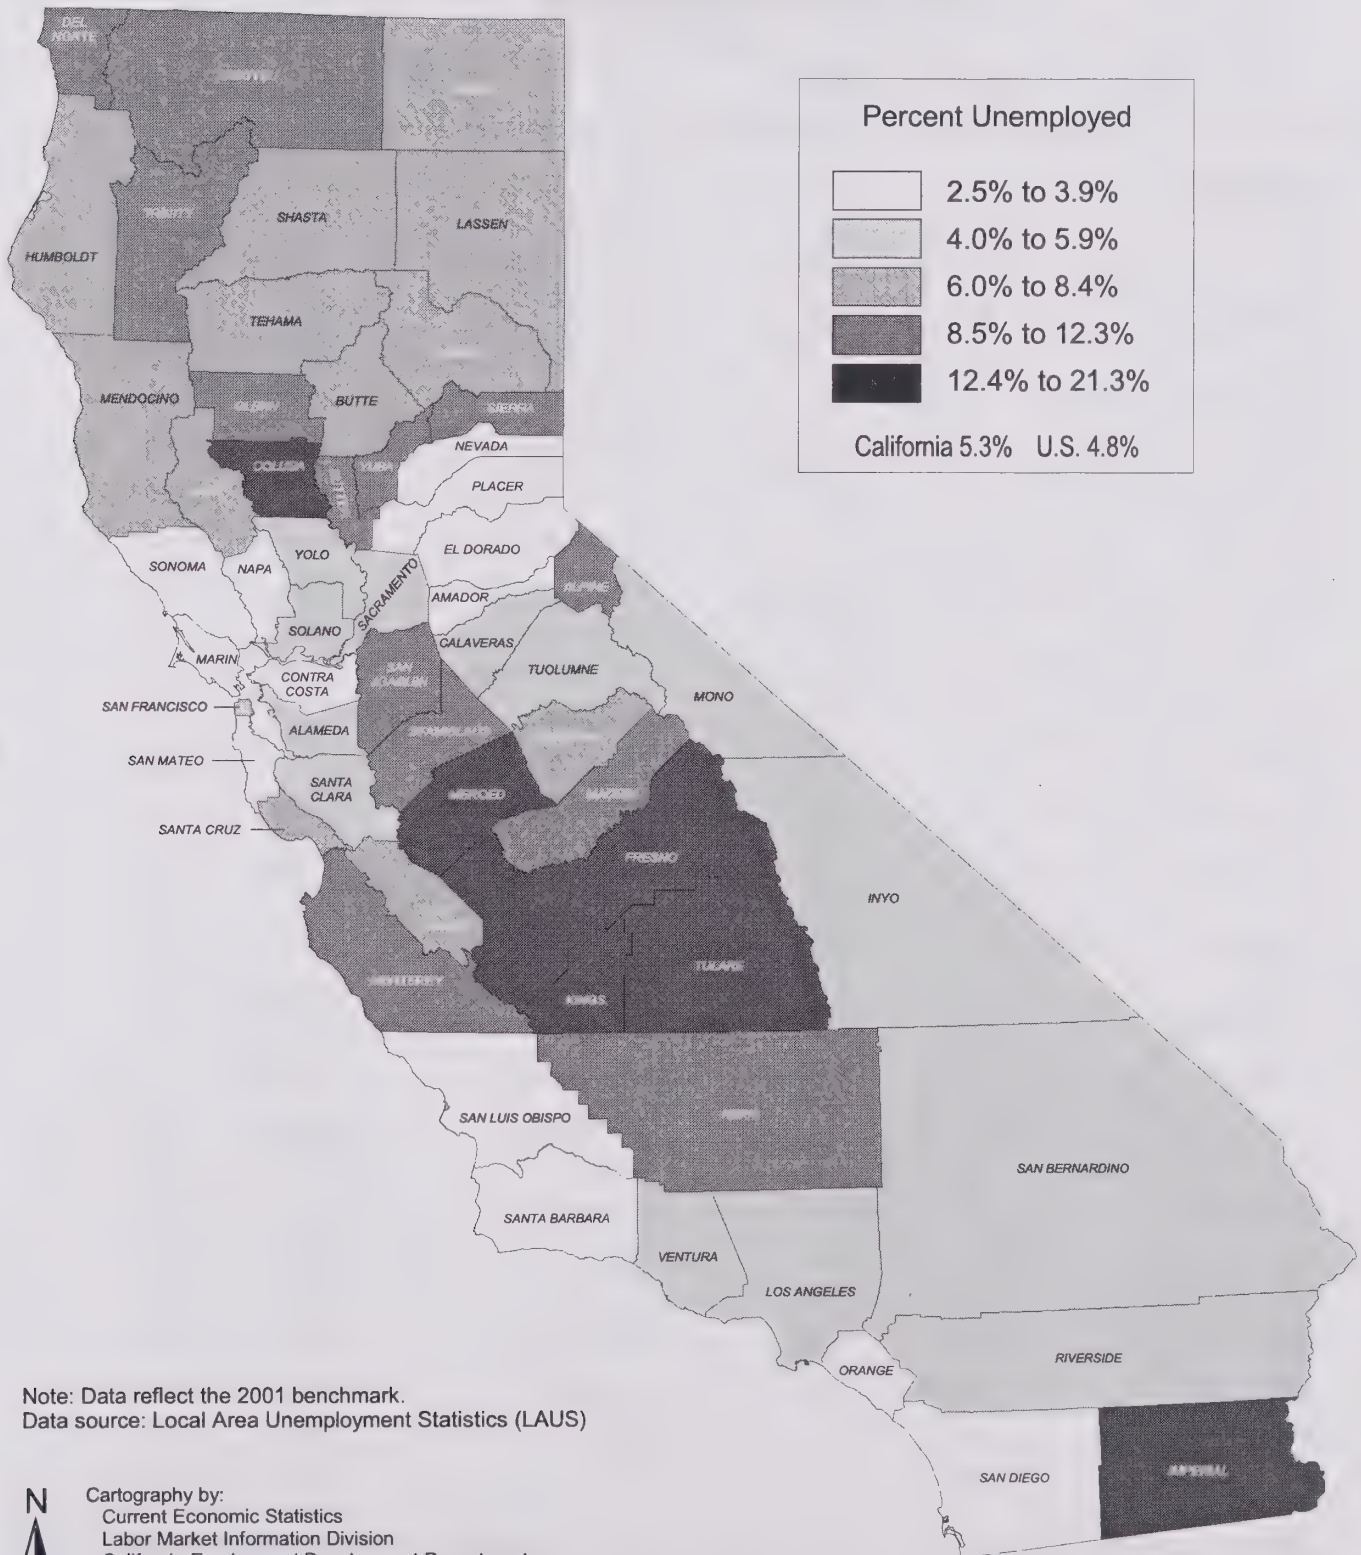 DEL
NORTE
TRINITY
SHASTA
LASSEN
HUMBOLDT
TEHAMA
MENDOCINO
GLENN
BUTTE
SIERRA
COLUSA
YUBA
NEVADA
PLACER
SONOMA
NAPA
YOLO
EL DORADO
SACRAMENTO
AMADOR
ALPINE
SOLANO
CALAVERAS
MARIN
CONTRA
COSTA
SAN
JOAQUIN
TUOLUMNE
MONO
SAN FRANCISCO
ALAMEDA
STANISLAUS
SAN MATEO
SANTA
CLARA
MERCED
MADERA
SANTA CRUZ
FRESNO
INYO
MONTEREY
KINGS
TULARE
SAN LUIS OBISPO
KERN
SANTA BARBARA
SAN BERNARDINO
VENTURA
LOS ANGELES
ORANGE
RIVERSIDE
SAN DIEGO
IMPERIAL
Percent Unemployed
2.5% to 3.9%
4.0% to 5.9%
6.0% to 8.4%
8.5% to 12.3%
12.4% to 21.3%
California 5.3% U.S. 4.8%
Note: Data reflect the 2001 benchmark.
Data source: Local Area Unemployment Statistics (LAUS)
N
Cartography by:
Current Economic Statistics
Labor Market Information Division